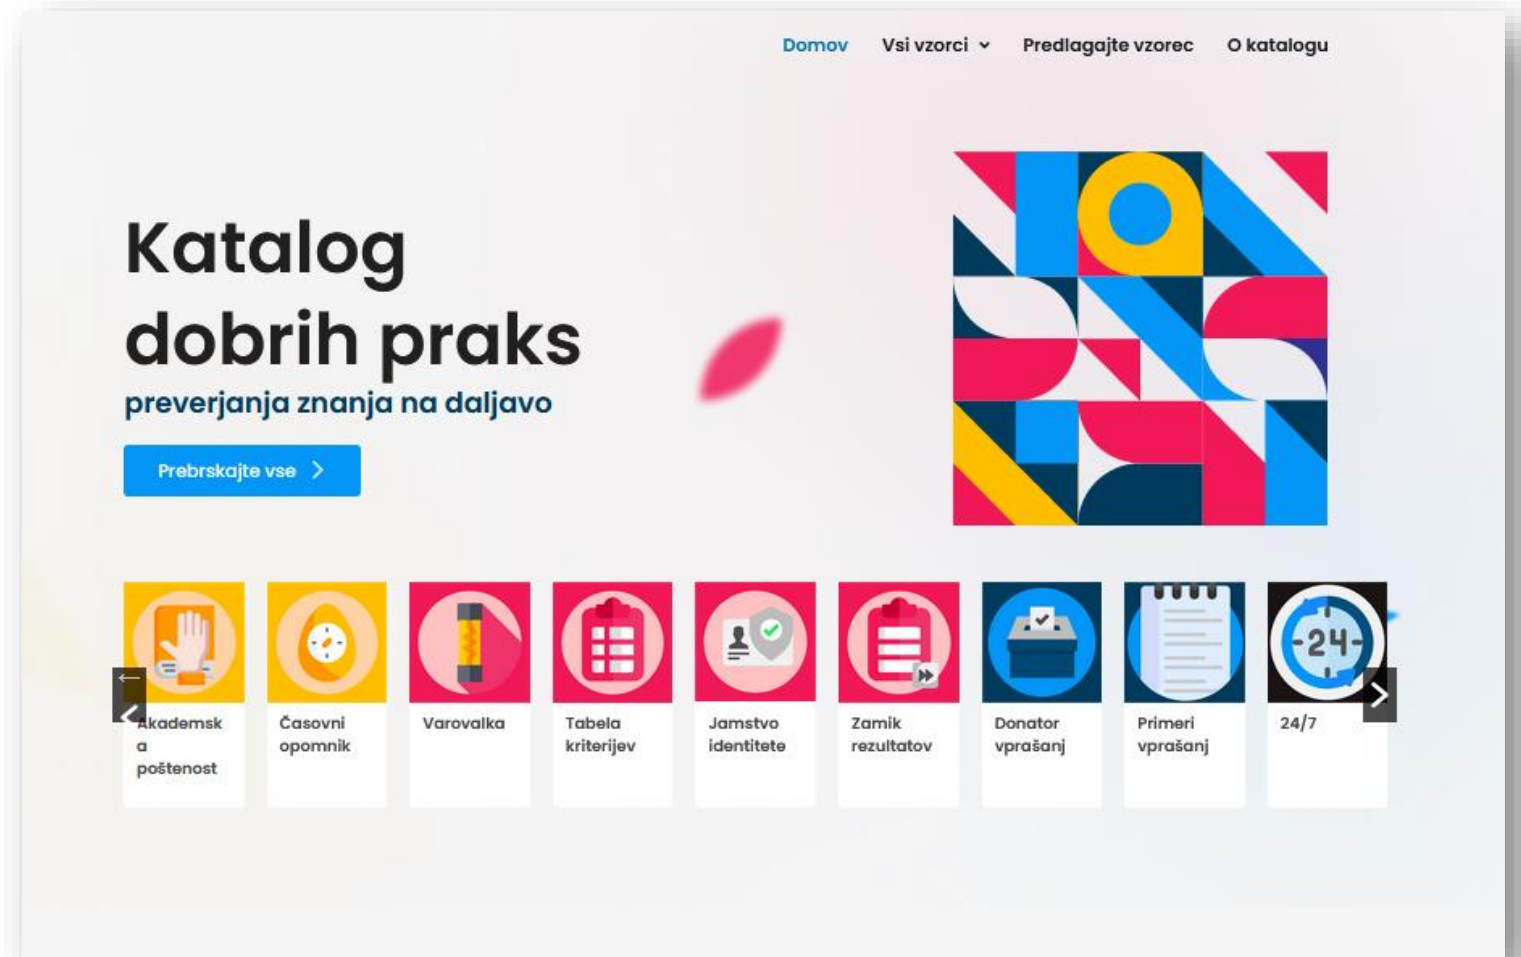 Domov Vsi vzorci Predlagajte vzorec O katalogu
Katalog
dobrih praks
preverjanja znanja na daljavo
Prebrskajte vse
-24-
Akademsk
a
poštenost
Časovni
opomnik
Varovalka
Tabela
kriterijev
Jamstvo
identitete
Zamik
rezultatov
Donator
vprašanj
Primeri
vprašanj
24/7